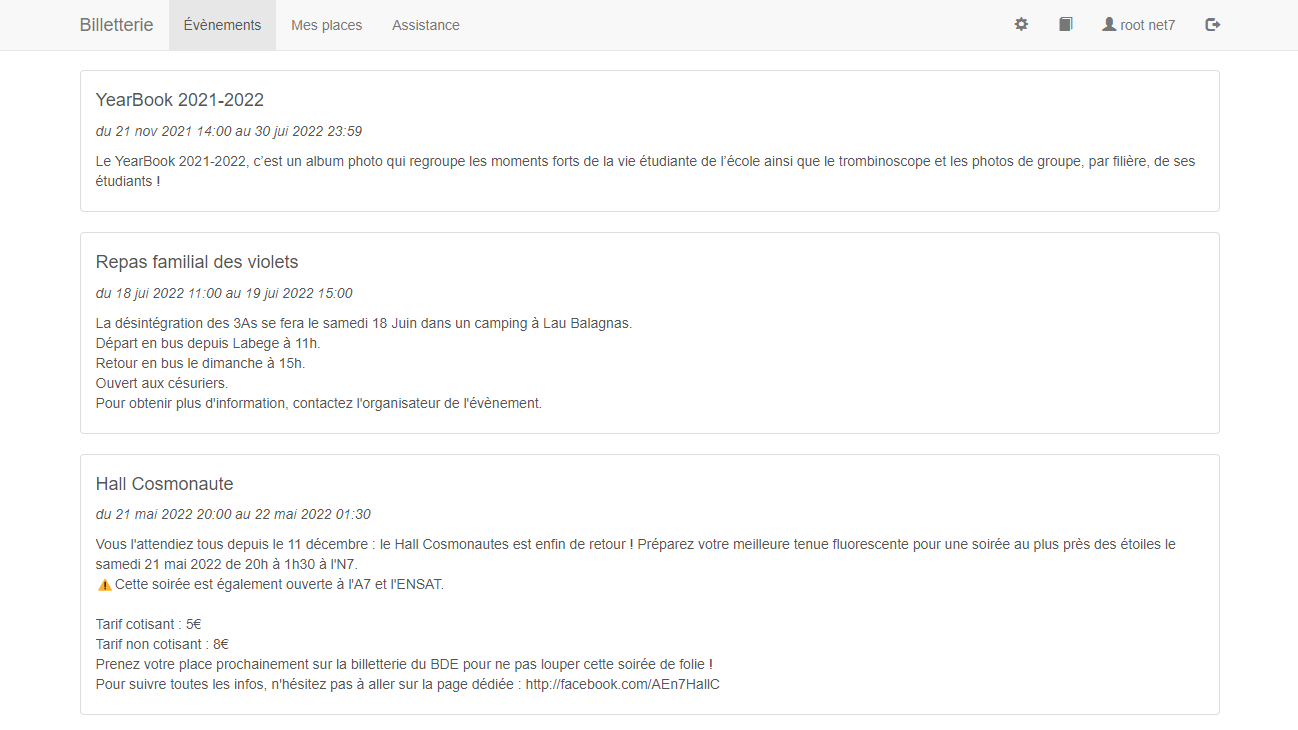 Billetterie Évènements Mes places Assistance root net7
YearBook 2021-2022
du 21 nov 2021 14:00 au 30 jui 2022 23:59
Le YearBook 2021-2022, c’est un album photo qui regroupe les moments forts de la vie étudiante de l’école ainsi que le trombinoscope et les photos de groupe, par filière, de ses
étudiants !
Repas familial des violets
du 18 jui 2022 11:00 au 19 jui 2022 15:00
La désintégration des 3As se fera le samedi 18 Juin dans un camping à Lau Balagnas.
Départ en bus depuis Labege à 11h.
Retour en bus le dimanche à 15h.
Ouvert aux césuriers.
Pour obtenir plus d'information, contactez l'organisateur de l'évènement.
Hall Cosmonaute
du 21 mai 2022 20:00 au 22 mai 2022 01:30
Vous l'attendiez tous depuis le 11 décembre : le Hall Cosmonautes est enfin de retour ! Préparez votre meilleure tenue fluorescente pour une soirée au plus près des étoiles le
samedi 21 mai 2022 de 20h à 1h30 à l'N7.
⚠️Cette soirée est également ouverte à l'A7 et l'ENSAT.
Tarif cotisant : 5€
Tarif non cotisant : 8€
Prenez votre place prochainement sur la billetterie du BDE pour ne pas louper cette soirée de folie !
Pour suivre toutes les infos, n'hésitez pas à aller sur la page dédiée : http://facebook.com/AEn7HallC